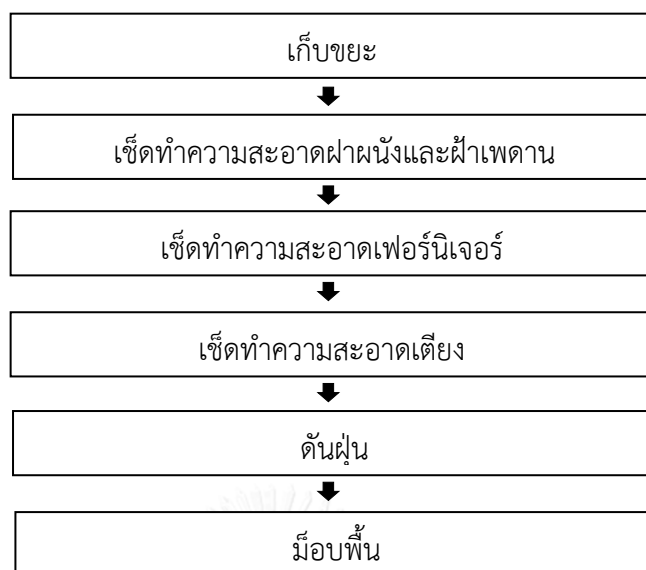 เก็บขยะ
เช็ดทำความสะอาดฝาผนังและฝ้าเพดาน
เช็ดทำความสะอาดเฟอร์นิเจอร์
เช็ดทำความสะอาดเตียง
ดันฝุ่น
ม็อบพื้น